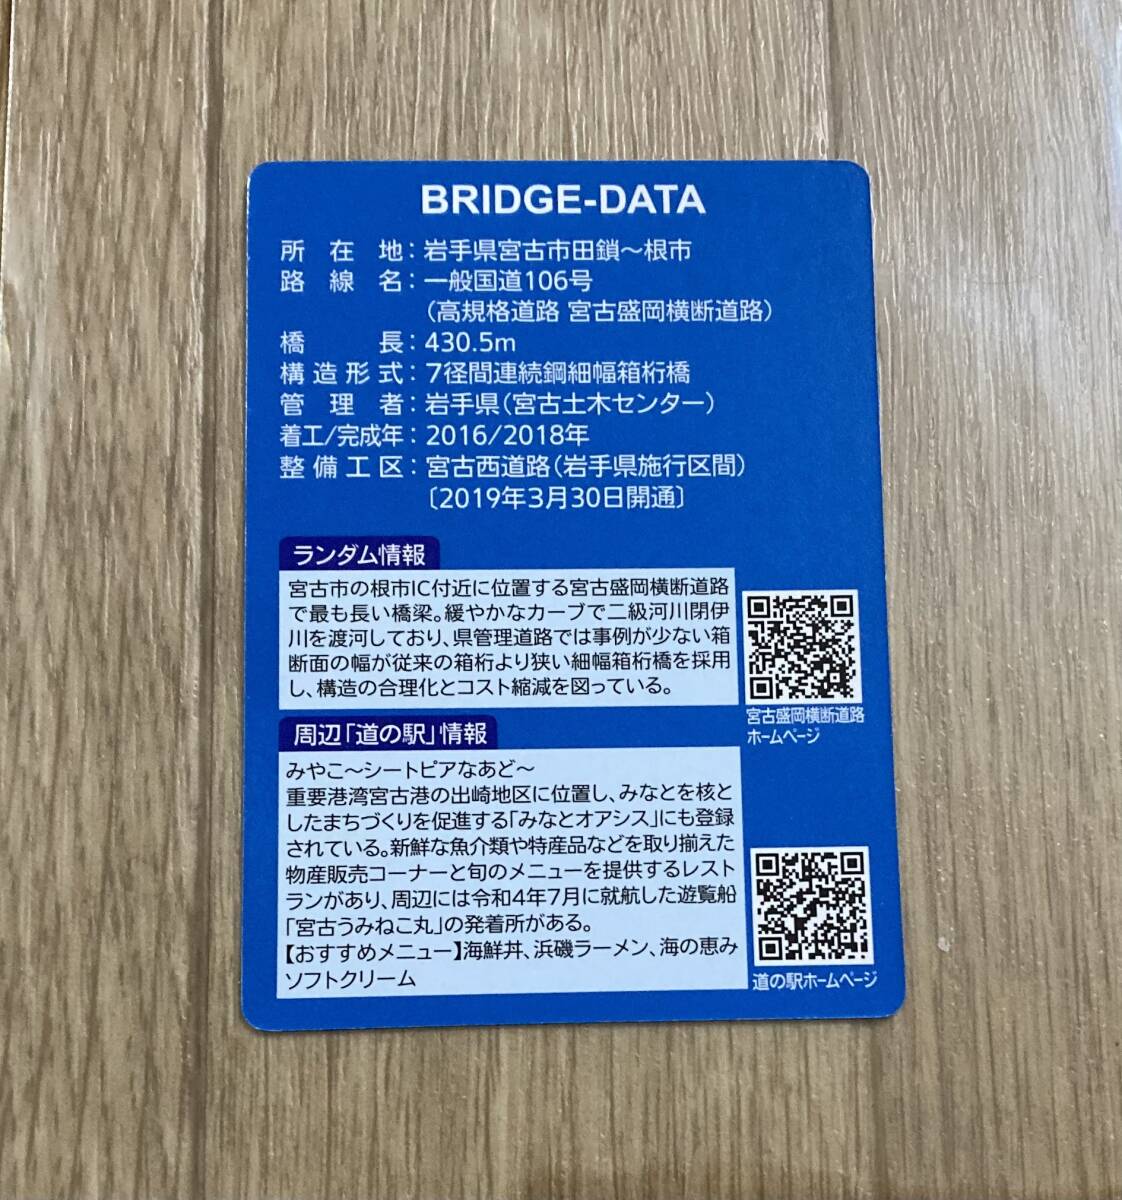 BRIDGE-DATA
所在地：岩手県宮古市田鎖〜根市
路線名：一般国道106号
（高規格道路 宮古盛岡横断道路）
橋長：430.5m
構造形式：7径間連続鋼細幅箱桁橋
管理者：岩手県（宮古土木センター）
着工/完成年：2016/2018年
整備工区：宮古西道路（岩手県施行区間）
〔2019年3月30日開通〕
ランダム情報
宮古市の根市IC付近に位置する宮古盛岡横断道路
で最も長い橋梁。緩やかなカーブで二級河川閉伊
川を渡河しており、県管理道路では事例が少ない箱
断面の幅が従来の箱桁より狭い細幅箱桁橋を採用
し、構造の合理化とコスト縮減を図っている。
宮古盛岡横断道路
ホームページ
周辺「道の駅」情報
みやこ〜シートピアなあど〜
重要港湾宮古港の出崎地区に位置し、みなとを核と
したまちづくりを促進する「みなとオアシス」にも登録
されている。新鮮な魚介類や特産品などを取り揃えた
物産販売コーナーと旬のメニューを提供するレスト
ランがあり、周辺には令和4年7月に就航した遊覧船
「宮古うみねこ丸」の発着所がある。
【おすすめメニュー】海鮮丼、浜磯ラーメン、海の恵み
ソフトクリーム
道の駅ホームページ